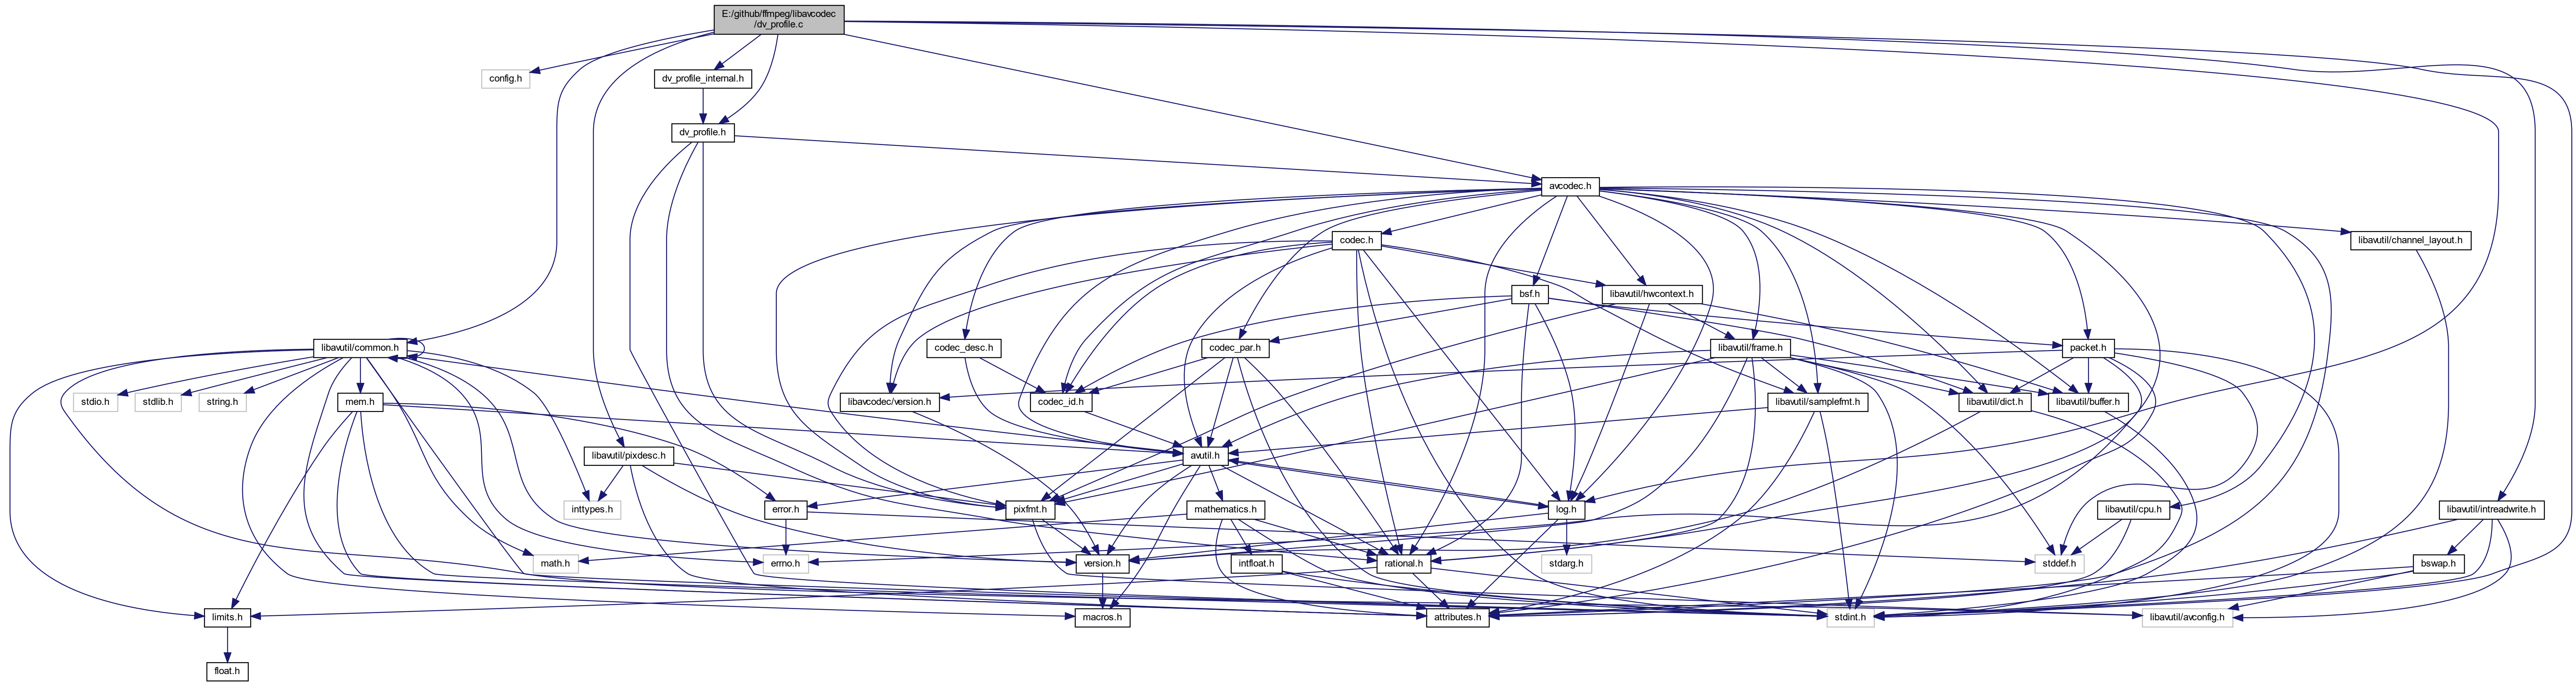 E:/github/ffmpeg/libavcodec
/dv_profile.c
config.h
dv_profile_internal.h
dv_profile.h
avcodec.h
codec.h
libavutil/channel_layout.h
bsf.h
libavutil/hwcontext.h
libavutil/common.h
codec_desc.h
codec_par.h
libavutil/frame.h
packet.h
stdio.h
stdlib.h
string.h
mem.h
libavcodec/version.h
codec_id.h
libavutil/samplefmt.h
libavutil/dict.h
libavutil/buffer.h
libavutil/pixdesc.h
avutil.h
inttypes.h
error.h
pixfmt.h
mathematics.h
log.h
libavutil/cpu.h
libavutil/intreadwrite.h
math.h
errno.h
version.h
intfloat.h
rational.h
stdarg.h
stddef.h
bswap.h
limits.h
macros.h
attributes.h
stdint.h
libavutil/avconfig.h
float.h